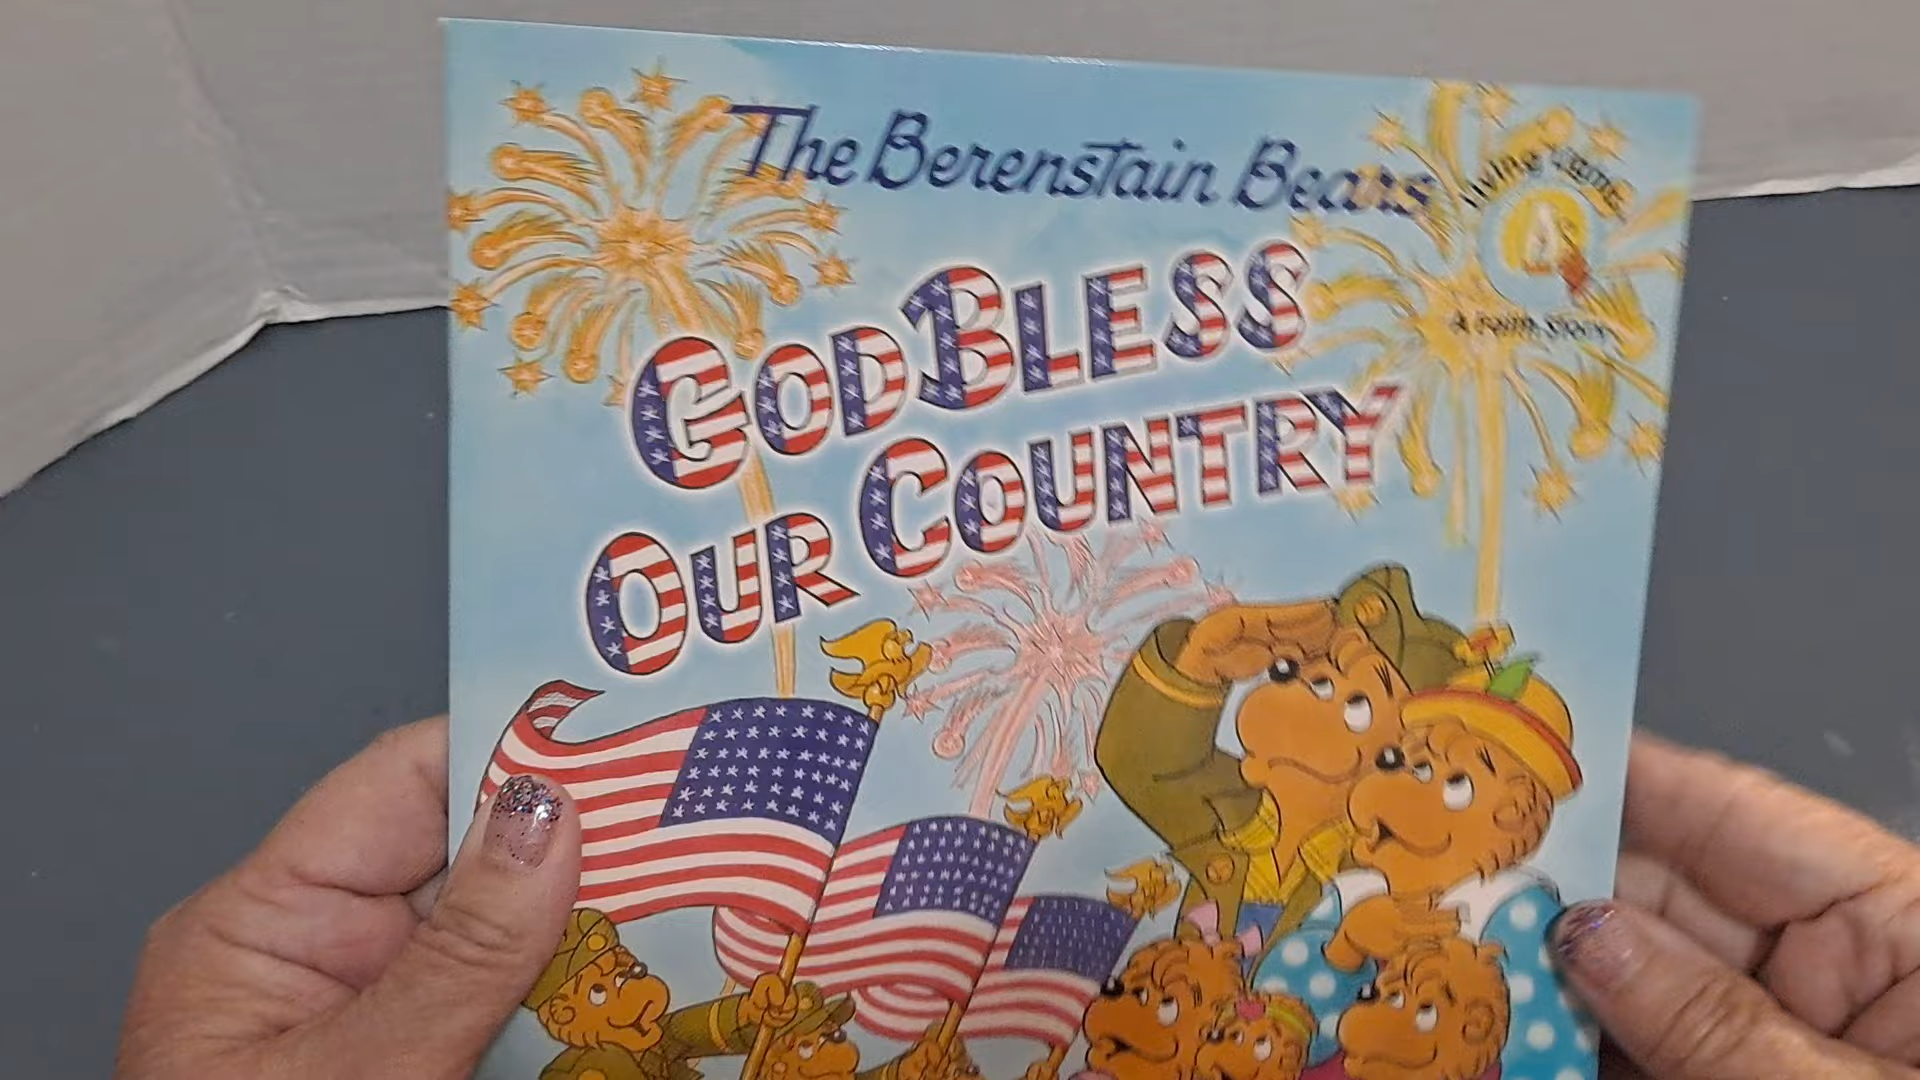 The Berenstain Bears
Living Lights
A Faith Story
GOD BLESS
OUR COUNTRY